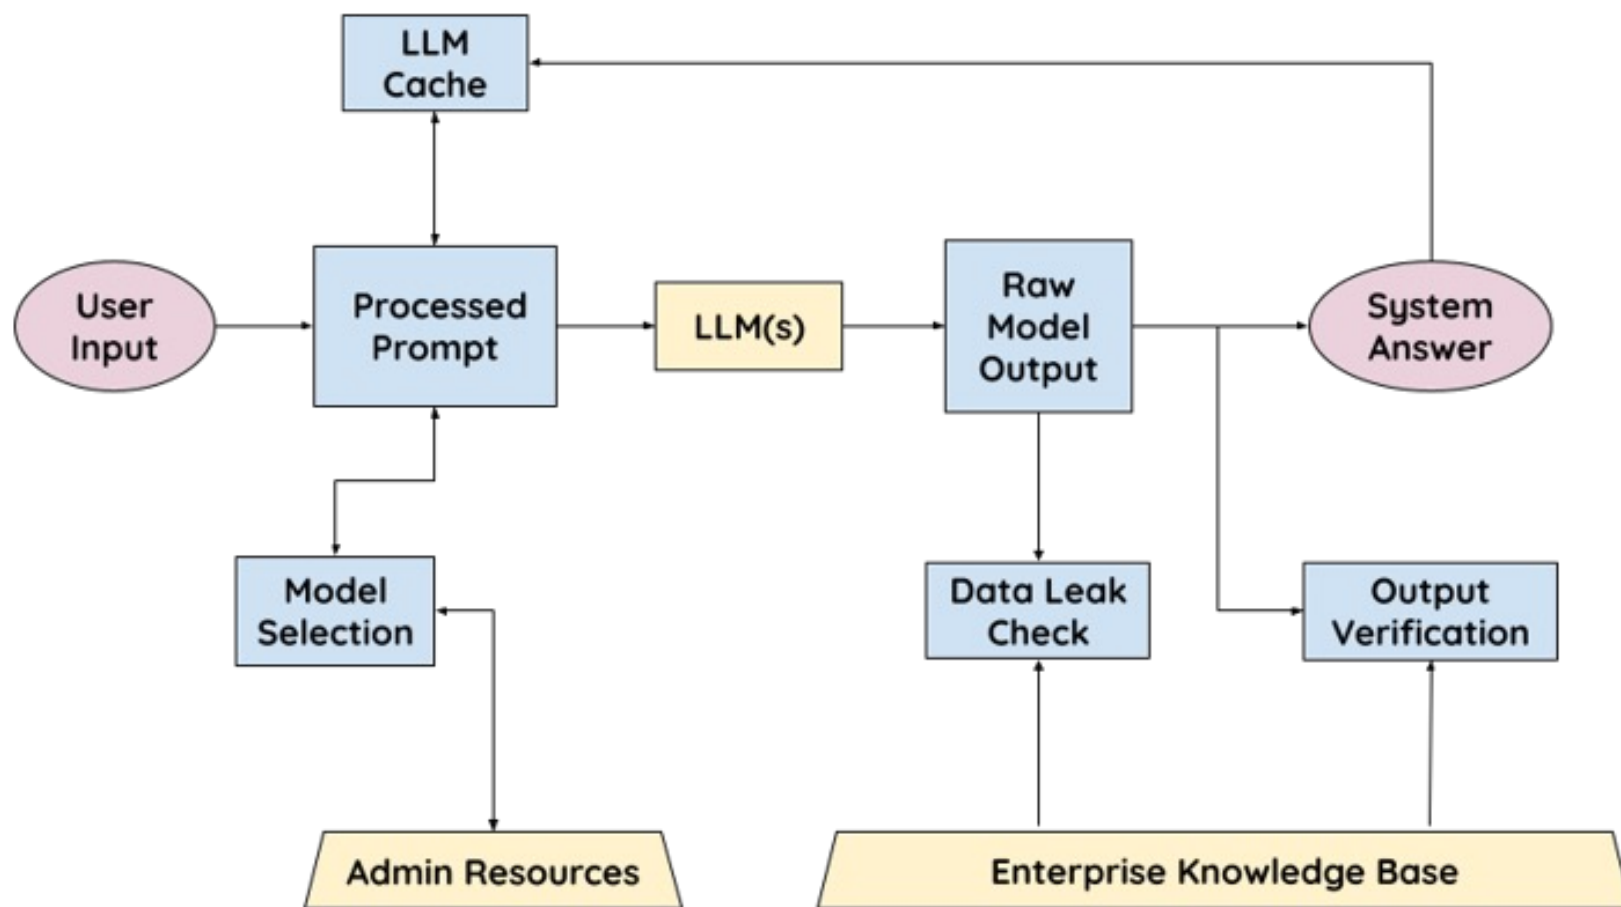 LLM
Cache
User
Input
Processed
Prompt
LLM(s)
Raw
Model
Output
System
Answer
Model
Selection
Data Leak
Check
Output
Verification
Admin Resources
Enterprise Knowledge Base